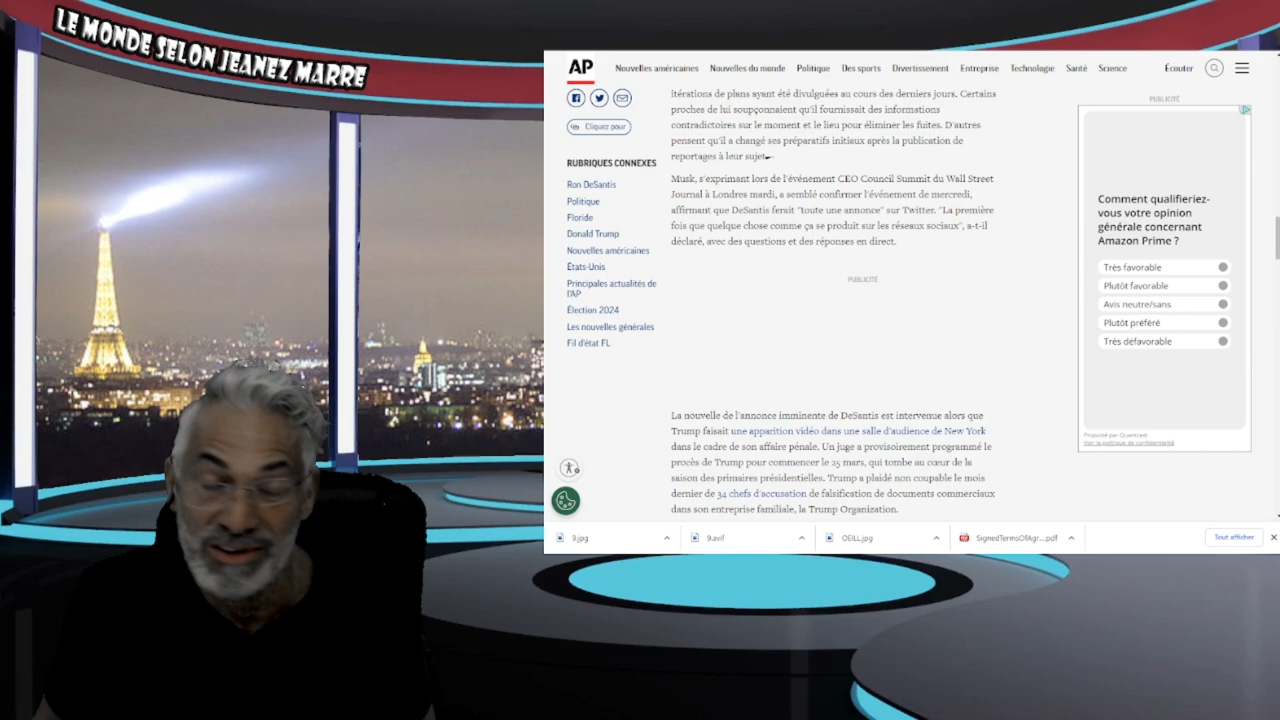 LE MONDE SELON JEANEZ MARRE
AP
Nouvelles américaines
Nouvelles du monde
Politique
Des sports
Divertissement
Entreprise
Technologie
Santé
Science
Écouter
Cliquez pour
RUBRIQUES CONNEXES
Ron DeSantis
Politique
Floride
Donald Trump
Nouvelles américaines
États-Unis
Principales actualités de
l'AP
Élection 2024
Les nouvelles générales
Fil d'état FL
itérations de plans ayant été divulguées au cours des derniers jours. Certains
proches de lui soupçonnaient qu'il fournissait des informations
contradictoires sur le moment et le lieu pour éliminer les fuites. D'autres
pensent qu'il a changé ses préparatifs initiaux après la publication de
reportages à leur sujet
Musk, s'exprimant lors de l'événement CEO Council Summit du Wall Street
Journal à Londres mardi, a semblé confirmer l'événement de mercredi,
affirmant que DeSantis ferait "toute une annonce" sur Twitter. "La première
fois que quelque chose comme ça se produit sur les réseaux sociaux", a-t-il
déclaré, avec des questions et des réponses en direct.
PUBLICITÉ
La nouvelle de l'annonce imminente de DeSantis est intervenue alors que
Trump faisait une apparition vidéo dans une salle d'audience de New York
dans le cadre de son affaire pénale. Un juge a provisoirement programmé le
procès de Trump pour commencer le 25 mars, qui tombe au cœur de la
saison des primaires présidentielles. Trump a plaidé non coupable le mois
dernier de 34 chefs d'accusation de falsification de documents commerciaux
dans son entreprise familiale, la Trump Organization.
PUBLICITÉ
Comment qualifieriez-
vous votre opinion
générale concernant
Amazon Prime ?
Très favorable
Plutôt favorable
Avis neutre/sans
Plutôt préféré
Très défavorable
Propulsé par Quantcast
Voir la politique de confidentialité
9.jpg
9.avif
OEILL.jpg
SignedTermsOfAgr....pdf
Tout afficher